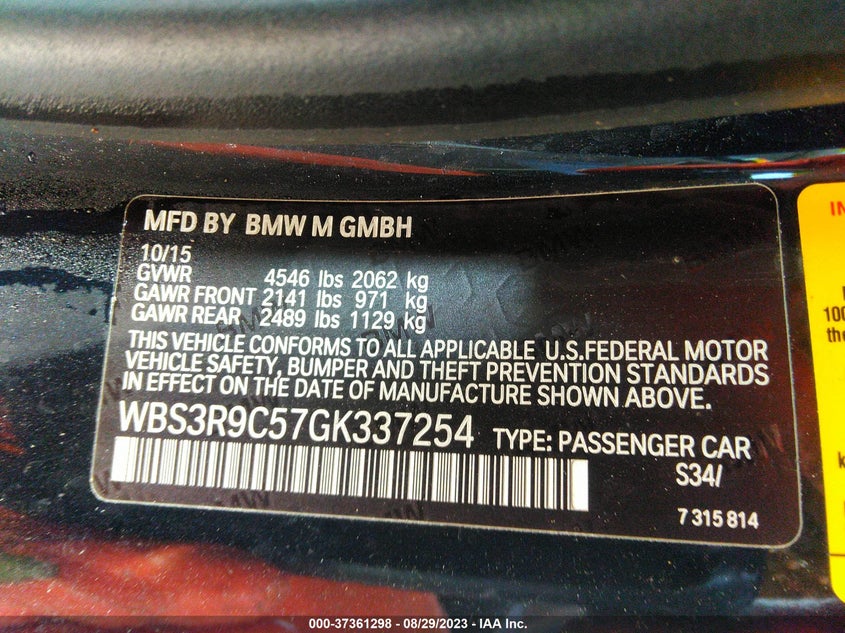 MFD BY BMW M GMBH
10/15
GVWR 4546 lbs 2062 kg
GAWR FRONT 2141 lbs 971 kg
GAWR REAR 2489 lbs 1129 kg
THIS VEHICLE CONFORMS TO ALL APPLICABLE U.S.FEDERAL MOTOR
VEHICLE SAFETY, BUMPER AND THEFT PREVENTION STANDARDS
IN EFFECT ON THE DATE OF MANUFACTURE SHOWN ABOVE.
WBS3R9C57GK337254 TYPE: PASSENGER CAR
S34/
7 315 814
IN
100
the
k
000-37361298 - 08/29/2023 - IAA Inc.